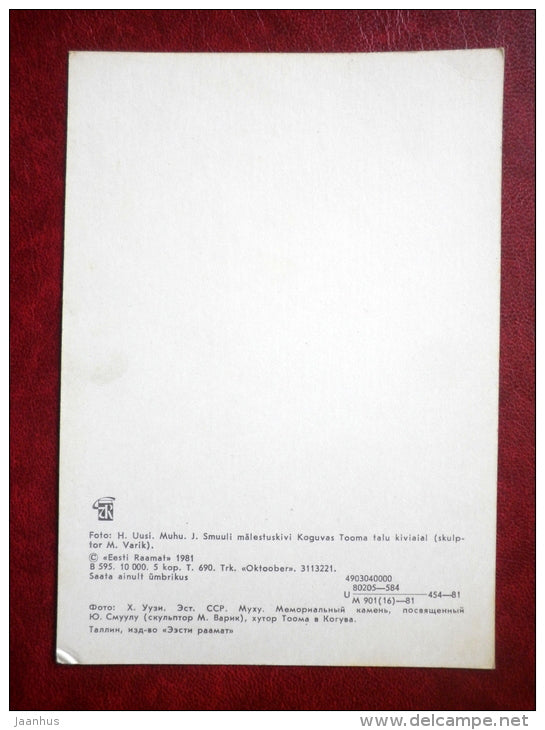 Foto: H. Uusi. Muhu. J. Smuuli mälestuskivi Koguvas Tooma talu kiviaial (skulp-
tor M. Varik).
© «Eesti Raamat» 1981
B 595. 10 000. 5 kop. T. 690. Trk. «Oktoober». 3113221.
Saata ainult ümbrikus
4903040000
80205—584
U 454—81
M 901(16)—81
Фото: Х. Уузи. Эст. ССР. Муху. Мемориальный камень, посвященный
Ю. Смуулу (скульптор М. Варик), хутор Тоома в Когува.
Таллин, изд-во «Ээсти раамат»
jaanhus
www.delcampe.net